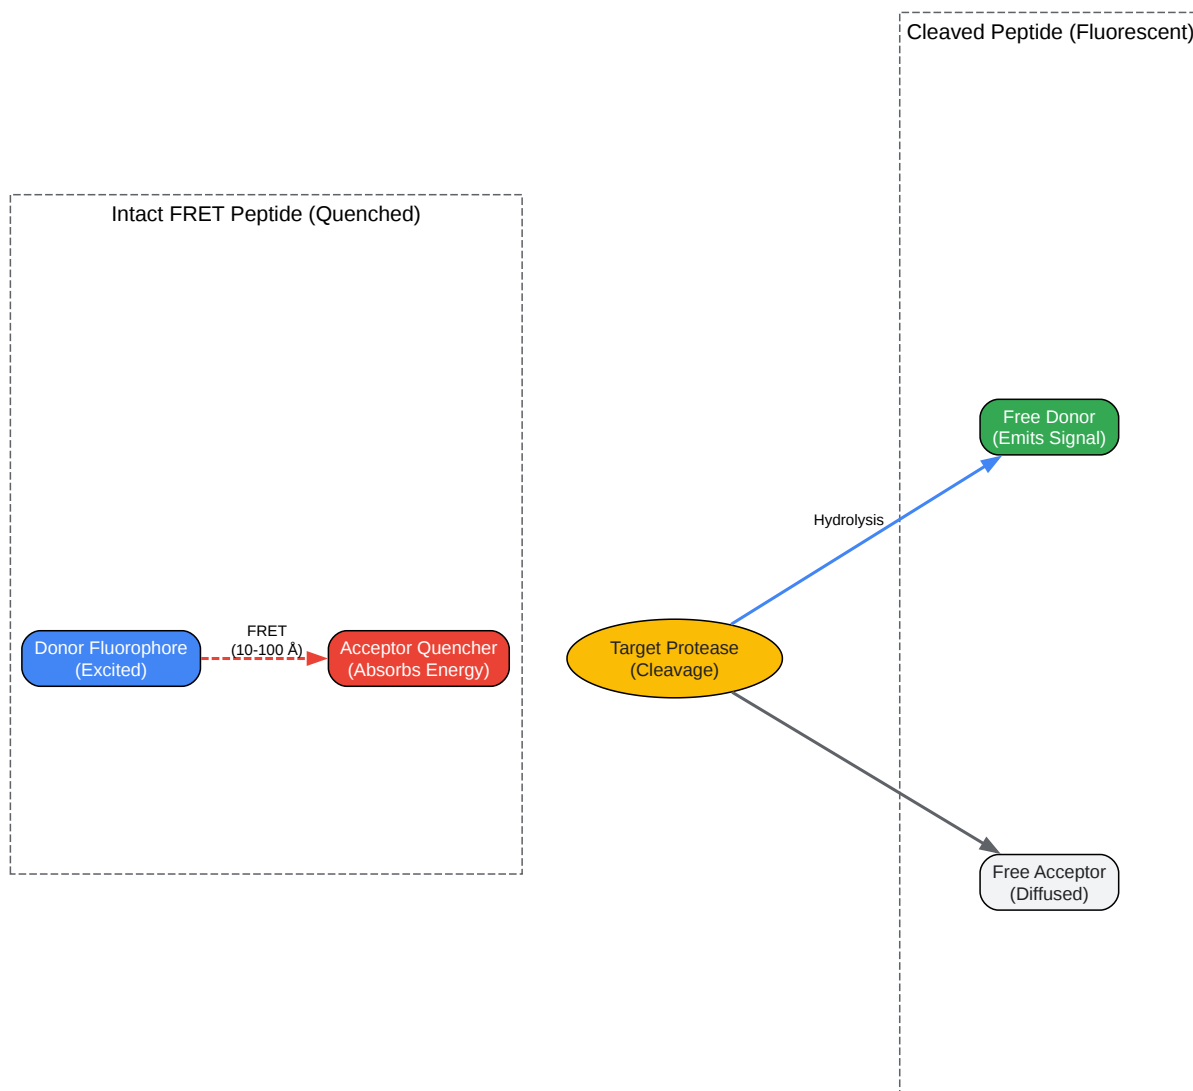 Cleaved Peptide (Fluorescent)
Intact FRET Peptide (Quenched)
Free Donor
(Emits Signal)
Hydrolysis
FRET
(10-100 Å)
Donor Fluorophore
(Excited)
Acceptor Quencher
(Absorbs Energy)
Target Protease
(Cleavage)
Free Acceptor
(Diffused)